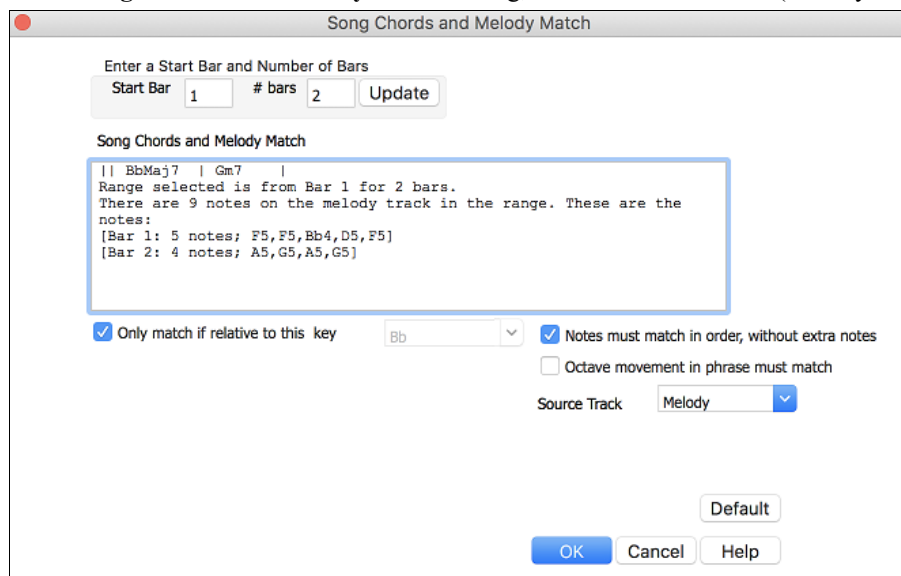 Song Chords and Melody Match
Enter a Start Bar and Number of Bars
Start Bar 1 # bars 2 Update
Song Chords and Melody Match
|| BbMaj7 | Gm7 |
Range selected is from Bar 1 for 2 bars.
There are 9 notes on the melody track in the range. These are the
notes:
[Bar 1: 5 notes; F5,F5,Bb4,D5,F5]
[Bar 2: 4 notes; A5,G5,A5,G5]
Only match if relative to this key Bb Notes must match in order, without extra notes
Octave movement in phrase must match
Source Track Melody
Default
OK Cancel Help